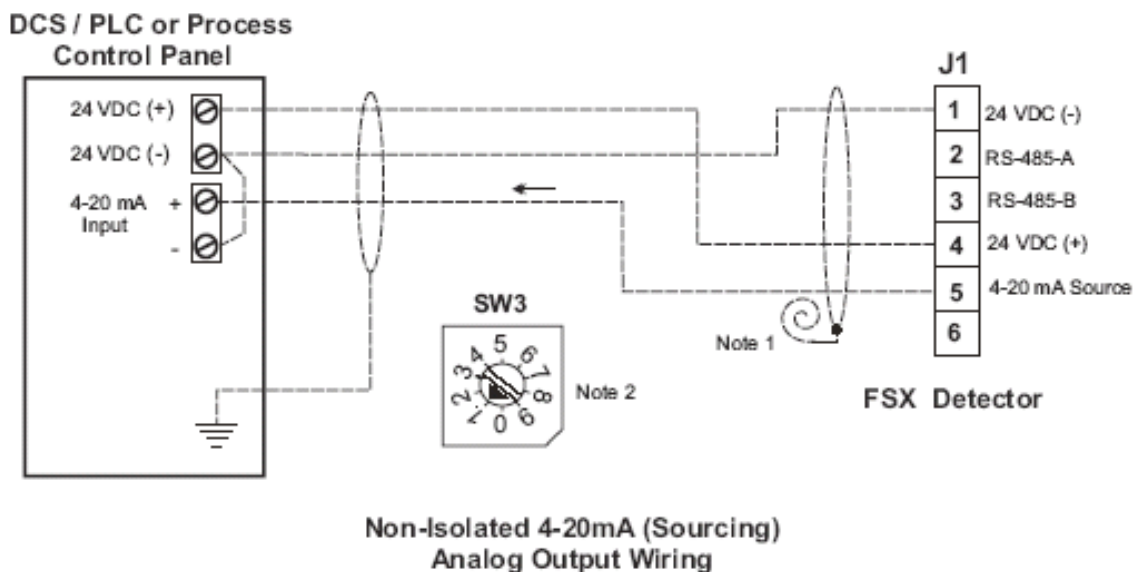 DCS / PLC or Process
Control Panel
24 VDC (+)
24 VDC (-)
4-20 mA +
Input
-
J1
1 24 VDC (-)
2 RS-485-A
3 RS-485-B
4 24 VDC (+)
5 4-20 mA Source
6
Note 1
FSX Detector
SW3
0 1 2 3 4 5 6 7 8 9
Note 2
Non-Isolated 4-20mA (Sourcing)
Analog Output Wiring